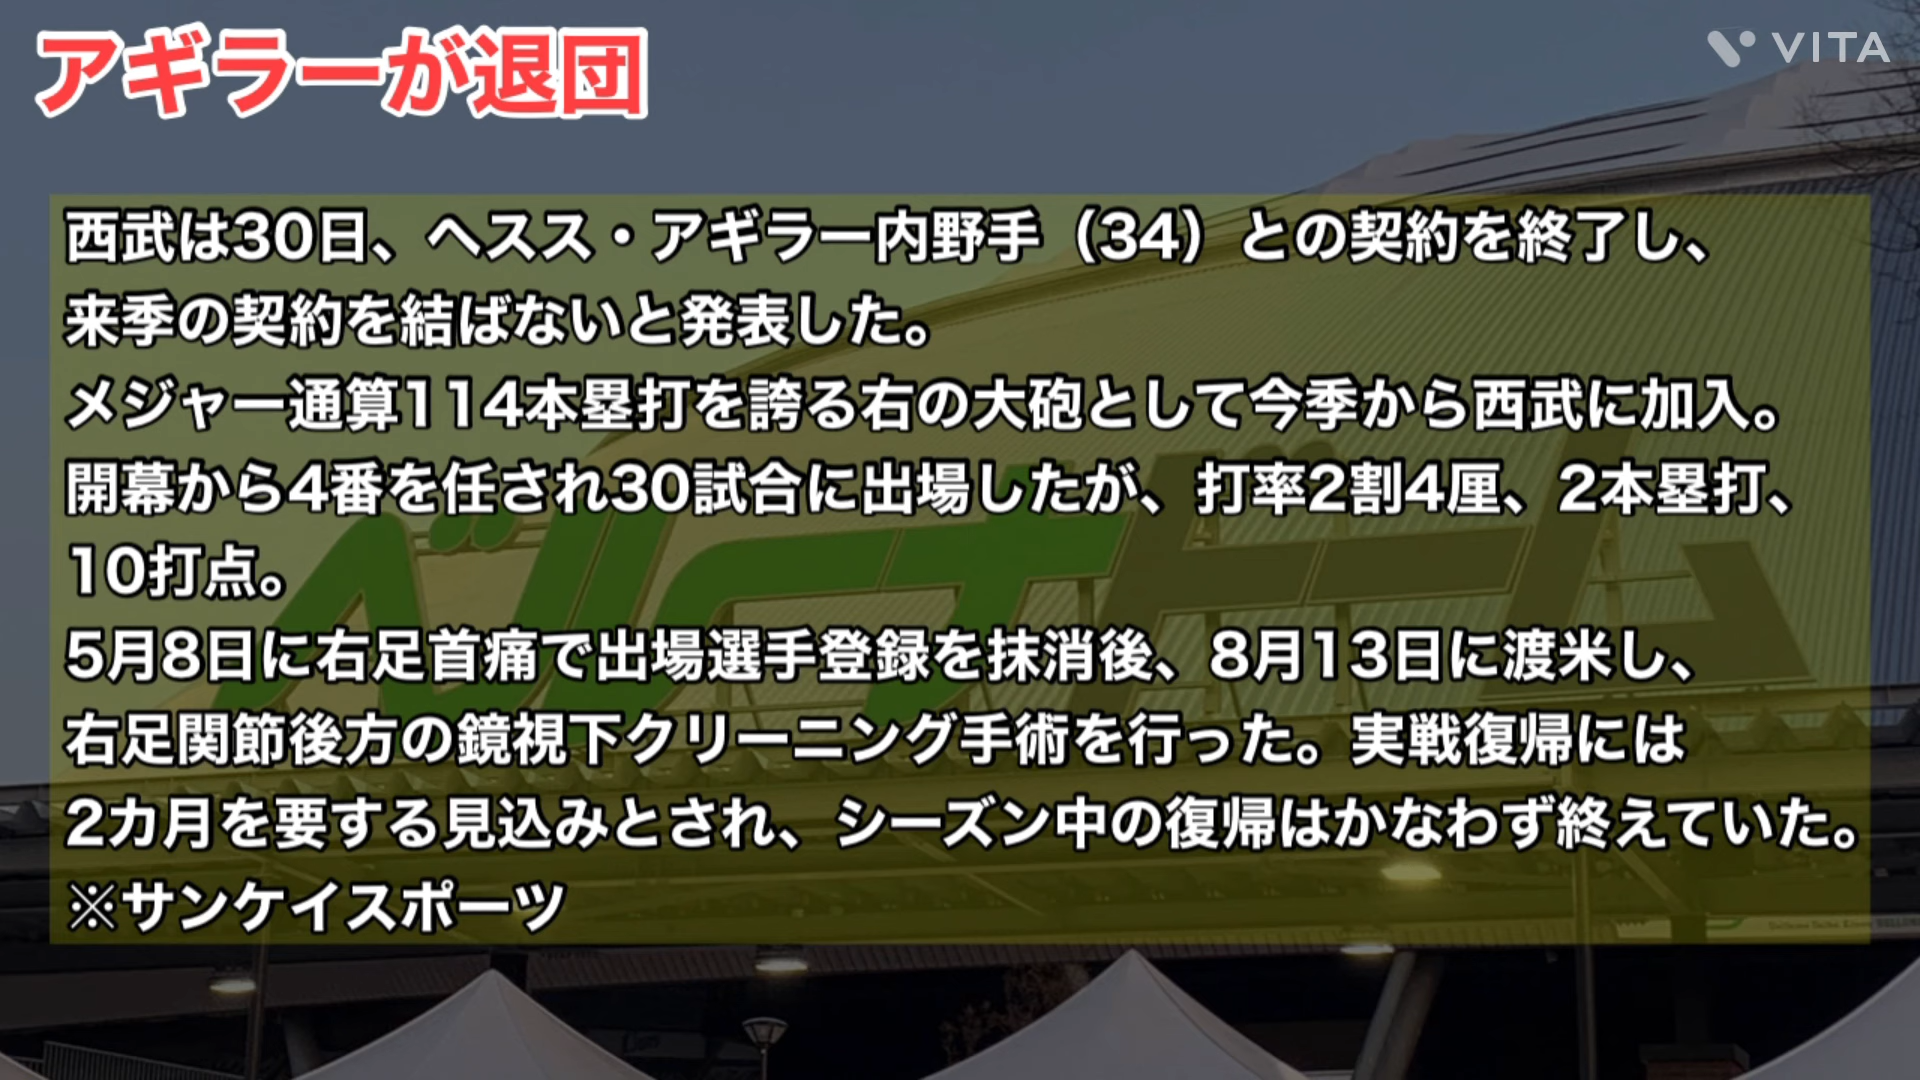 アギラーが退団
VITA
西武は30日、ヘスス・アギラー内野手（34）との契約を終了し、
来季の契約を結ばないと発表した。
メジャー通算114本塁打を誇る右の大砲として今季から西武に加入。
開幕から4番を任され30試合に出場したが、打率2割4厘、2本塁打、
10打点。
5月8日に右足首痛で出場選手登録を抹消後、8月13日に渡米し、
右足関節後方の鏡視下クリーニング手術を行った。実戦復帰には
2カ月を要する見込みとされ、シーズン中の復帰はかなわず終えていた。
※サンケイスポーツ
ベルーナドーム